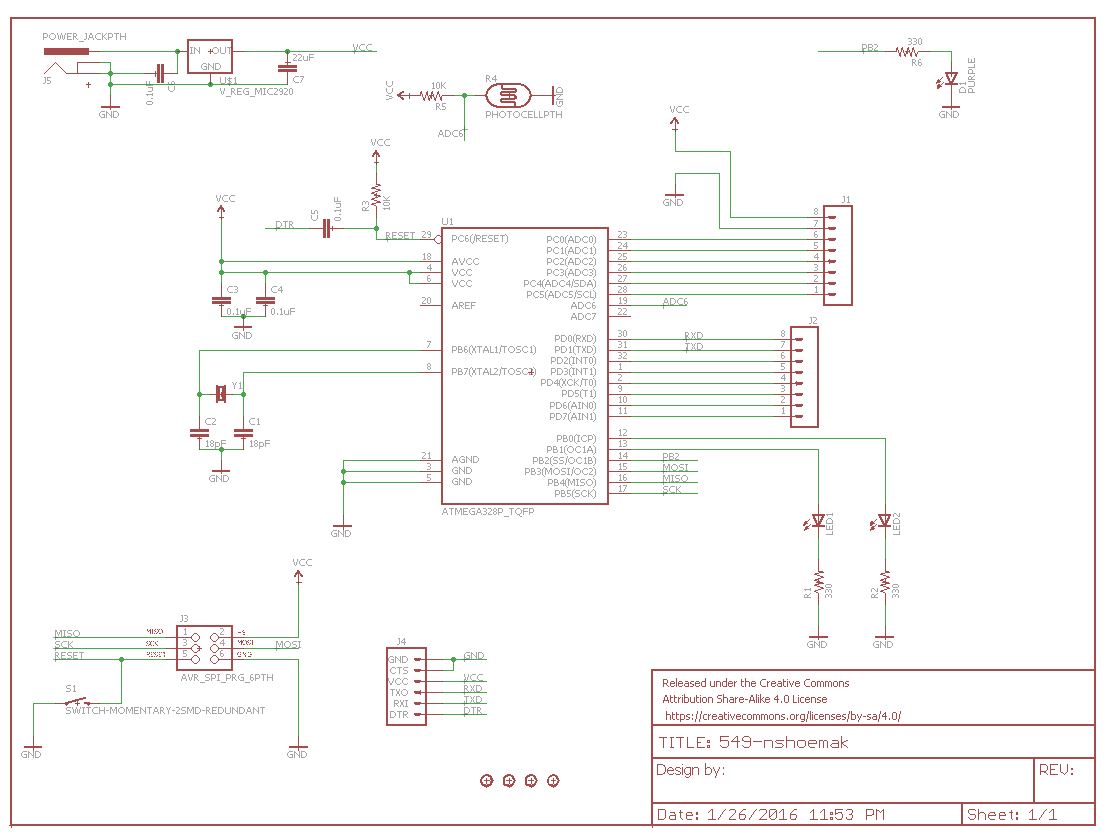 POWER_JACKPTH
J5
0.1uF
C6
IN +OUT
GND
U$1
V_REG_MIC2920
22uF
C7
VCC
GND
VCC
10K
R5
R4
PHOTOCELLPTH
GND
ADC6
PB2
330
R6
D1
PURPLE
GND
VCC
GND
J1
8
7
6
5
4
3
2
1
VCC
R3
10K
DTR
C5
0.1uF
RESET
VCC
C3
0.1uF
C4
0.1uF
GND
U1
29 PC6(/RESET)
18 AVCC
4 VCC
6 VCC
20 AREF
7 PB6(XTAL1/TOSC1)
8 PB7(XTAL2/TOSC2)
21 AGND
3 GND
5 GND
PC0(ADC0) 23
PC1(ADC1) 24
PC2(ADC2) 25
PC3(ADC3) 26
PC4(ADC4/SDA) 27
PC5(ADC5/SCL) 28
ADC6 19 ADC6
ADC7 22
PD0(RXD) 30 RXD
PD1(TXD) 31 TXD
PD2(INT0) 32
PD3(INT1) 1
PD4(XCK/T0) 2
PD5(T1) 9
PD6(AIN0) 10
PD7(AIN1) 11
PB0(ICP) 12
PB1(OC1A) 13
PB2(SS/OC1B) 14 PB2
PB3(MOSI/OC2) 15 MOSI
PB4(MISO) 16 MISO
PB5(SCK) 17 SCK
ATMEGA328P_TQFP
J2
8
7
6
5
4
3
2
1
Y1
C2
18pF
C1
18pF
GND
GND
LED1
LED2
R1
330
R2
330
GND
GND
VCC
J3
MISO MISO 1 2 +5
SCK SCK 3 4 MOSI MOSI
RESET RESET 5 6 GND
AVR_SPI_PRG_6PTH
S1
SWITCH-MOMENTARY-2SMD-REDUNDANT
GND
GND
J4
GND GND
CTS
VCC VCC
TXO RXD
RXI TXD
DTR DTR
Released under the Creative Commons
Attribution Share-Alike 4.0 License
https://creativecommons.org/licenses/by-sa/4.0/
TITLE: 549-nshoemak
Design by:
REV:
Date: 1/26/2016 11:53 PM
Sheet: 1/1